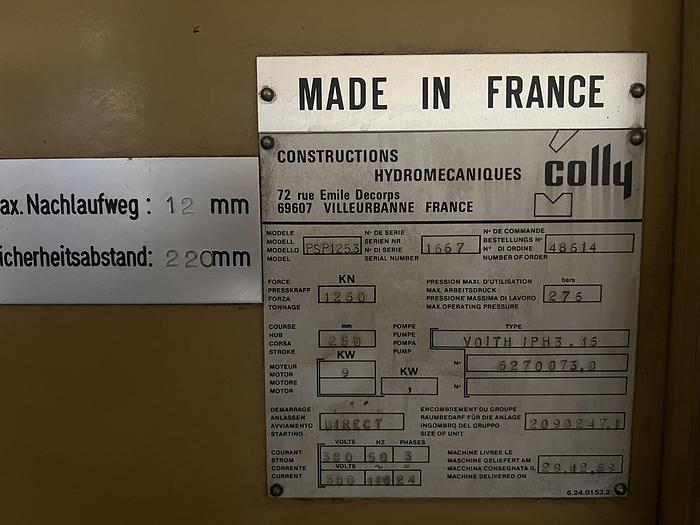 MADE IN FRANCE
CONSTRUCTIONS
HYDROMECANIQUES
colly
72 rue Emile Decorps
69607 VILLEURBANNE FRANCE
ax. Nachlaufweg : 12 mm
icherheitsabstand: 220mm
MODELE
MODELL
MODELLO
MODEL
PSP1253
N° DE SERIE
SERIEN NR
N° DI SERIE
SERIAL NUMBER
1667
N° DE COMMANDE
BESTELLUNGS N°
N° DI ORDINE
NUMBER OF ORDER
48614
FORCE
PRESSKRAFT
FORZA
TONNAGE
KN
1250
PRESSION MAXI. D'UTILISATION
MAX. ARBEITSDRUCK
PRESSIONE MASSIMA DI LAVORO
MAX. OPERATING PRESSURE
bars
275
COURSE
HUB
CORSA
STROKE
mm
250
POMPE
PUMPE
POMPA
PUMP
TYPE
VOITH IPH3.16
N° 6270073.0
N°
MOTEUR
MOTOR
MOTORE
MOTOR
KW
9
KW
,
DEMARRAGE
ANLASSEN
AVVIAMENTO
STARTING
DIRECT
ENCOMBREMENT DU GROUPE
RAUMBEDARF FÜR DIE ANLAGE
INGOMBRO DEL GRUPPO
SIZE OF UNIT
2090247.1
COURANT
STROM
CORRENTE
CURRENT
VOLTS HZ PHASES
380 50 3
VOLTS ~ =
380 110 24
MACHINE LIVREE LE
MASCHINE GELIEFERT AM
MACCHINA CONSEGNATA IL
MACHINE DELIVERED ON
29.12.89
6.24.0153.2